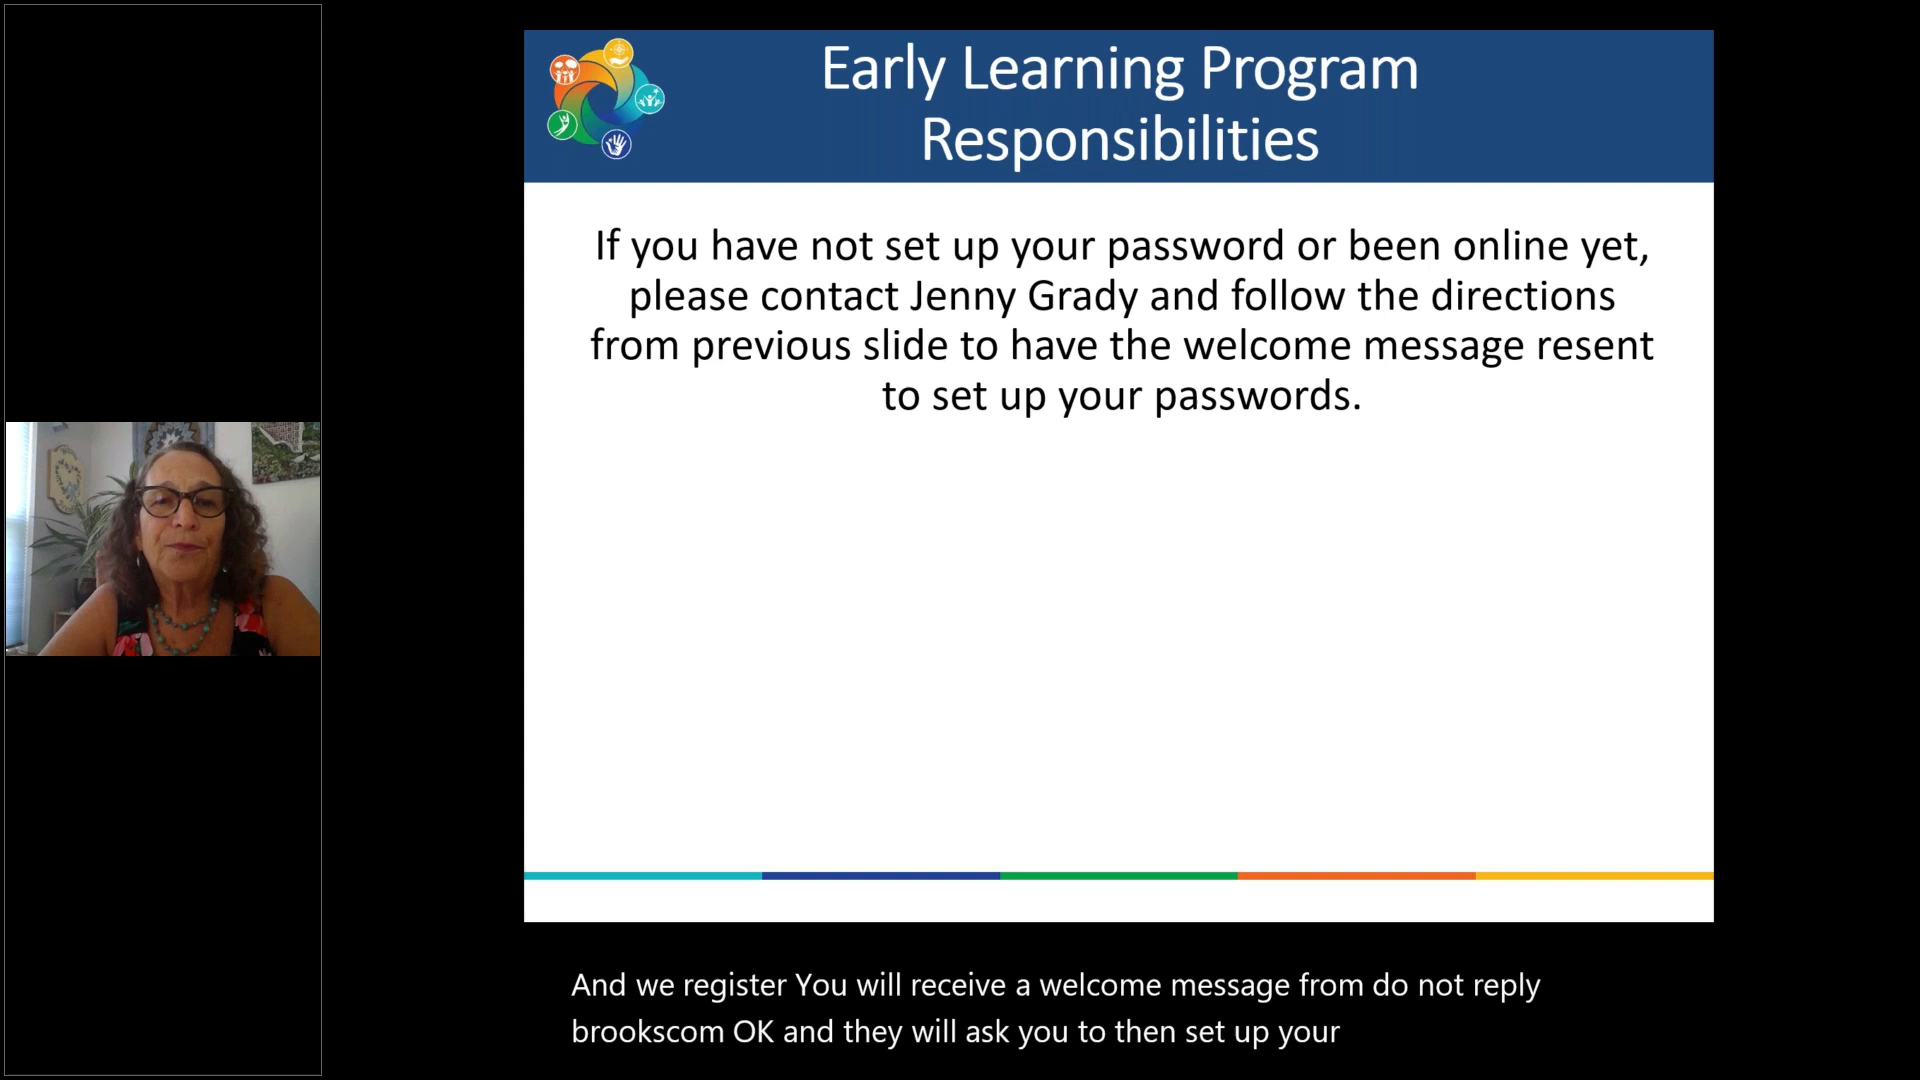 Early Learning Program
Responsibilities
If you have not set up your password or been online yet,
please contact Jenny Grady and follow the directions
from previous slide to have the welcome message resent
to set up your passwords.
And we register You will receive a welcome message from do not reply
brookscom OK and they will ask you to then set up your